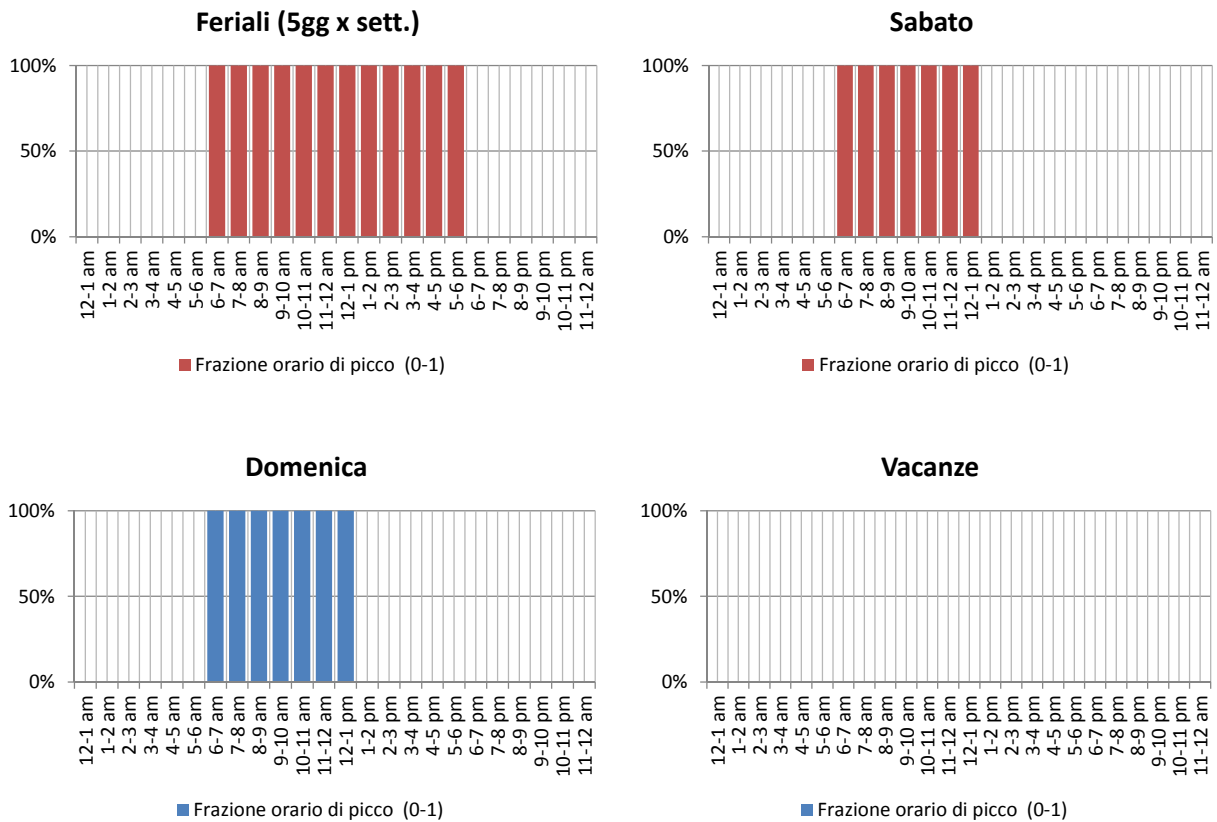 Feriali (5gg x sett.)
100%
50%
0%
12-1 am
1-2 am
2-3 am
3-4 am
4-5 am
5-6 am
6-7 am
7-8 am
8-9 am
9-10 am
10-11 am
11-12 am
12-1 pm
1-2 pm
2-3 pm
3-4 pm
4-5 pm
5-6 pm
6-7 pm
7-8 pm
8-9 pm
9-10 pm
10-11 pm
11-12 am
Frazione orario di picco (0-1)
Sabato
100%
50%
0%
12-1 am
1-2 am
2-3 am
3-4 am
4-5 am
5-6 am
6-7 am
7-8 am
8-9 am
9-10 am
10-11 am
11-12 am
12-1 pm
1-2 pm
2-3 pm
3-4 pm
4-5 pm
5-6 pm
6-7 pm
7-8 pm
8-9 pm
9-10 pm
10-11 pm
11-12 am
Frazione orario di picco (0-1)
Domenica
100%
50%
0%
12-1 am
1-2 am
2-3 am
3-4 am
4-5 am
5-6 am
6-7 am
7-8 am
8-9 am
9-10 am
10-11 am
11-12 am
12-1 pm
1-2 pm
2-3 pm
3-4 pm
4-5 pm
5-6 pm
6-7 pm
7-8 pm
8-9 pm
9-10 pm
10-11 pm
11-12 am
Frazione orario di picco (0-1)
Vacanze
100%
50%
0%
12-1 am
1-2 am
2-3 am
3-4 am
4-5 am
5-6 am
6-7 am
7-8 am
8-9 am
9-10 am
10-11 am
11-12 am
12-1 pm
1-2 pm
2-3 pm
3-4 pm
4-5 pm
5-6 pm
6-7 pm
7-8 pm
8-9 pm
9-10 pm
10-11 pm
11-12 am
Frazione orario di picco (0-1)